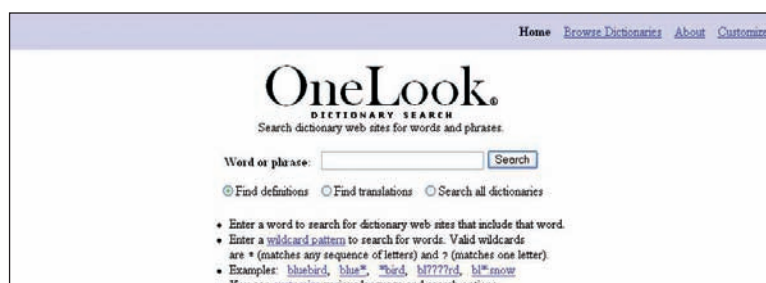 Home Browse Dictionaries About Customize
OneLook®
DICTIONARY SEARCH
Search dictionary web sites for words and phrases.
Word or phrase: Search
Find definitions Find translations Search all dictionaries
• Enter a word to search for dictionary web sites that include that word.
• Enter a wildcard pattern to search for words. Valid wildcards
are * (matches any sequence of letters) and ? (matches one letter).
• Examples: bluebird, blue*, *bird, bl????rd, bl*:snow